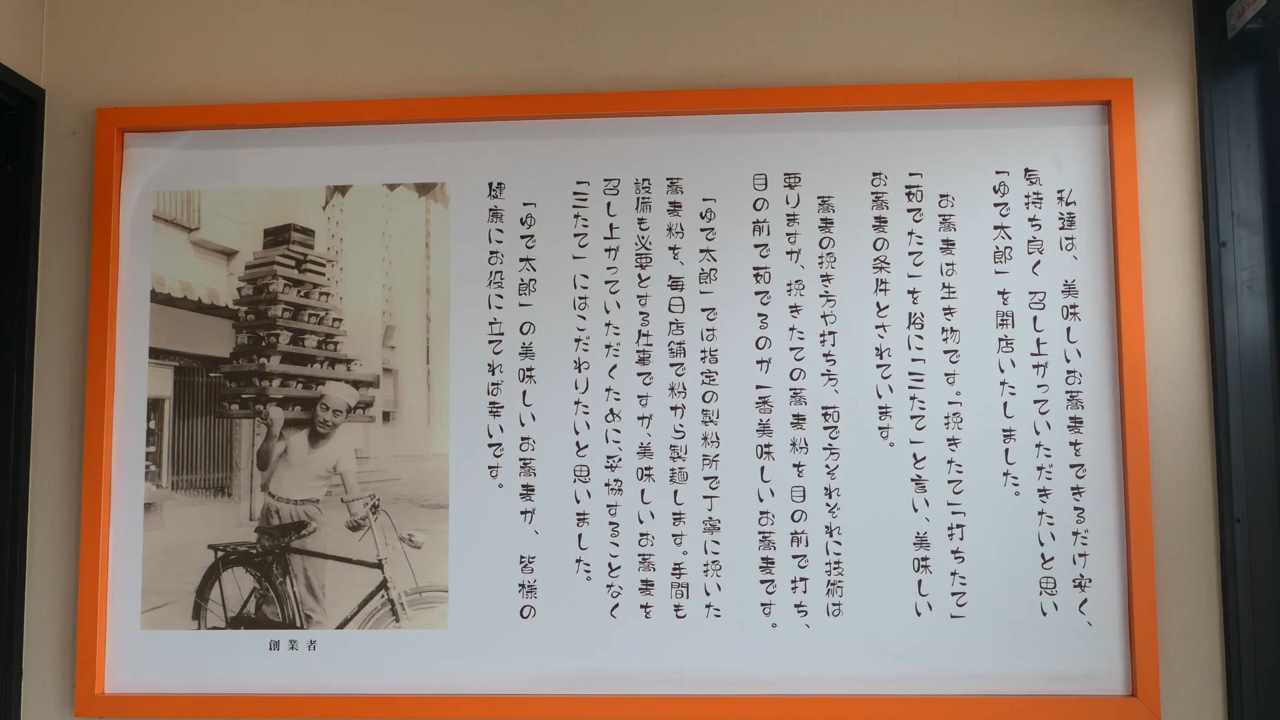 私達は、美味しいお蕎麦をできるだけ安く、
気持ち良く召し上がっていただきたいと思い
「ゆで太郎」を開店いたしました。
お蕎麦は生き物です。「挽きたて」「打ちたて」
「茹でたて」を俗に「三たて」と言い、美味しい
お蕎麦の条件とされています。
蕎麦の挽き方や打ち方、茹で方それぞれに技術は
要りますが、挽きたての蕎麦粉を目の前で打ち、
目の前で茹でるのが一番美味しいお蕎麦です。
「ゆで太郎」では指定の製粉所で丁寧に挽いた
蕎麦粉を、毎日店舗で粉から製麺します。手間も
設備も必要とする仕事ですが、美味しいお蕎麦を
召し上がっていただくために、妥協することなく
「三たて」にはこだわりたいと思いました。
「ゆで太郎」の美味しいお蕎麦が、皆様の
健康にお役に立てれば幸いです。
創業者